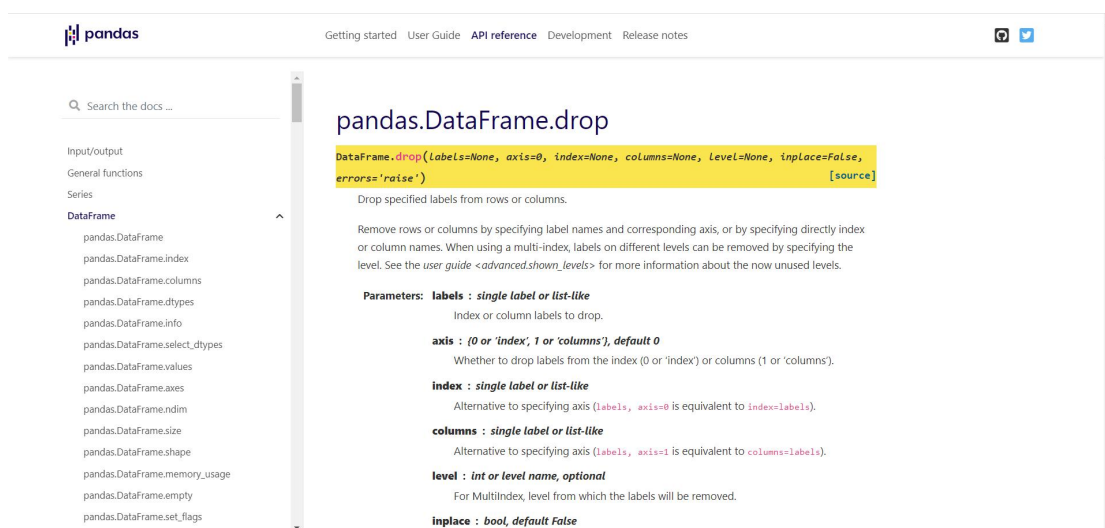 pandas
Getting started User Guide API reference Development Release notes
Search the docs ...
Input/output
General functions
Series
DataFrame
pandas.DataFrame
pandas.DataFrame.index
pandas.DataFrame.columns
pandas.DataFrame.dtypes
pandas.DataFrame.info
pandas.DataFrame.select_dtypes
pandas.DataFrame.values
pandas.DataFrame.axes
pandas.DataFrame.ndim
pandas.DataFrame.size
pandas.DataFrame.shape
pandas.DataFrame.memory_usage
pandas.DataFrame.empty
pandas.DataFrame.set_flags
pandas.DataFrame.drop
DataFrame.drop(labels=None, axis=0, index=None, columns=None, level=None, inplace=False,
errors='raise') [source]
Drop specified labels from rows or columns.
Remove rows or columns by specifying label names and corresponding axis, or by specifying directly index
or column names. When using a multi-index, labels on different levels can be removed by specifying the
level. See the user guide <advanced.shown_levels> for more information about the now unused levels.
Parameters: labels : single label or list-like
Index or column labels to drop.
axis : {0 or ‘index’, 1 or ‘columns’}, default 0
Whether to drop labels from the index (0 or ‘index’) or columns (1 or ‘columns’).
index : single label or list-like
Alternative to specifying axis (labels, axis=0 is equivalent to index=labels).
columns : single label or list-like
Alternative to specifying axis (labels, axis=1 is equivalent to columns=labels).
level : int or level name, optional
For MultiIndex, level from which the labels will be removed.
inplace : bool, default False